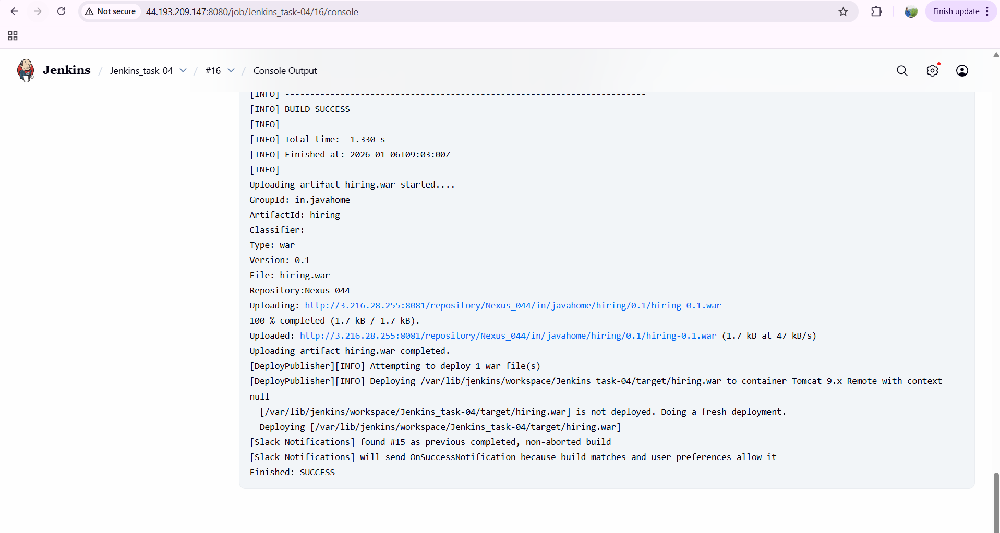 Not secure
44.193.209.147:8080/job/Jenkins_task-04/16/console
Finish update
Jenkins / Jenkins_task-04 / #16 / Console Output
[INFO] ------------------------------------------------------------------------
[INFO] BUILD SUCCESS
[INFO] ------------------------------------------------------------------------
[INFO] Total time:  1.330 s
[INFO] Finished at: 2026-01-06T09:03:00Z
[INFO] ------------------------------------------------------------------------
Uploading artifact hiring.war started....
GroupId: in.javahome
ArtifactId: hiring
Classifier:
Type: war
Version: 0.1
File: hiring.war
Repository:Nexus_044
Uploading: http://3.216.28.255:8081/repository/Nexus_044/in/javahome/hiring/0.1/hiring-0.1.war
100 % completed (1.7 kB / 1.7 kB).
Uploaded: http://3.216.28.255:8081/repository/Nexus_044/in/javahome/hiring/0.1/hiring-0.1.war (1.7 kB at 47 kB/s)
Uploading artifact hiring.war completed.
[DeployPublisher][INFO] Attempting to deploy 1 war file(s)
[DeployPublisher][INFO] Deploying /var/lib/jenkins/workspace/Jenkins_task-04/target/hiring.war to container Tomcat 9.x Remote with context
null
  [/var/lib/jenkins/workspace/Jenkins_task-04/target/hiring.war] is not deployed. Doing a fresh deployment.
  Deploying [/var/lib/jenkins/workspace/Jenkins_task-04/target/hiring.war]
[Slack Notifications] found #15 as previous completed, non-aborted build
[Slack Notifications] will send OnSuccessNotification because build matches and user preferences allow it
Finished: SUCCESS